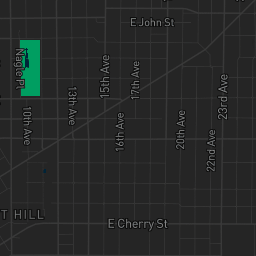 E John St
Nagle Pl
15th Ave
17th Ave
23rd Ave
13th Ave
10th Ave
16th Ave
20th Ave
22nd Ave
T HILL
E Cherry St